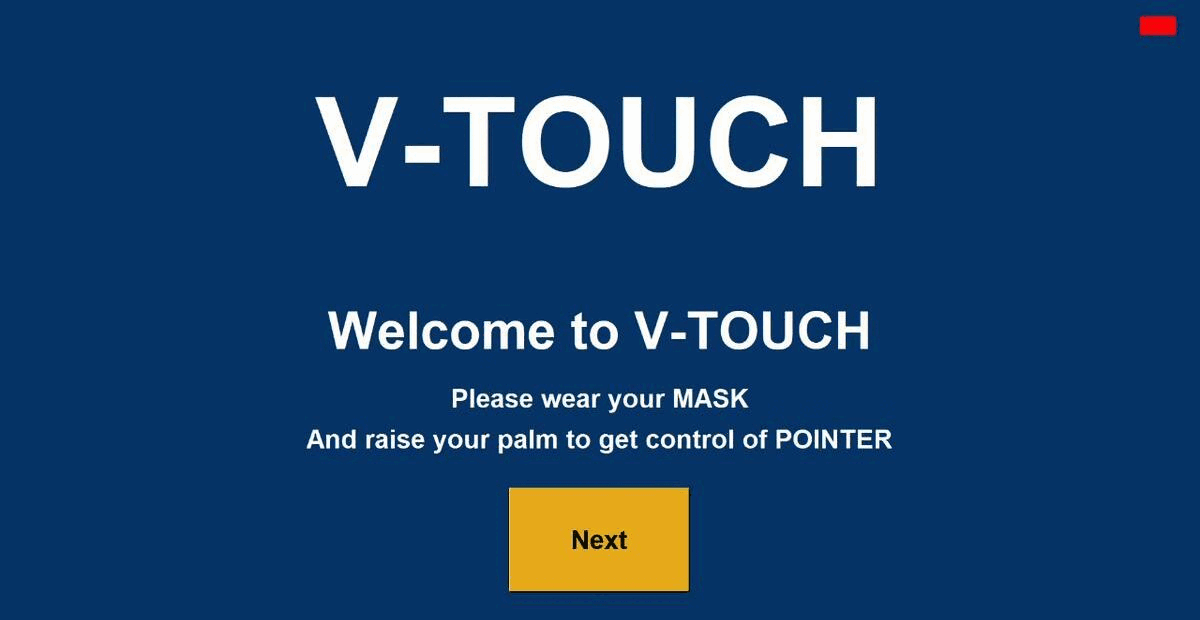 V-TOUCH
Welcome to V-TOUCH
Please wear your MASK
And raise your palm to get control of POINTER
Next